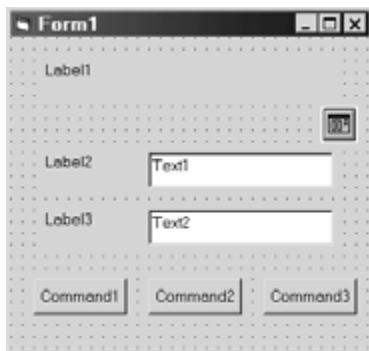 Form1
Label1
Label2 Text1
Label3 Text2
Command1 Command2 Command3